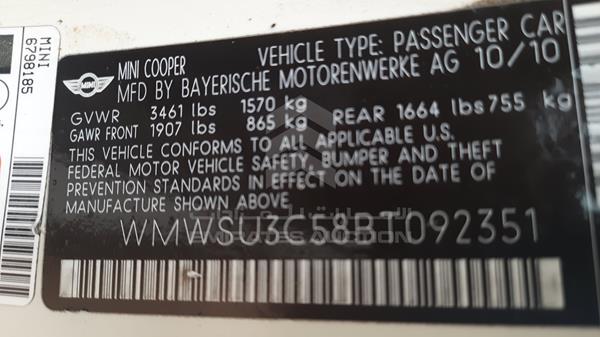 MINI
6798185
MINI
MINI COOPER VEHICLE TYPE: PASSENGER CAR
MFD BY BAYERISCHE MOTORENWERKE AG 10/10
GVWR 3461 lbs 1570 kg
GAWR FRONT 1907 lbs 865 kg REAR 1664 lbs 755 kg
THIS VEHICLE CONFORMS TO ALL APPLICABLE U.S.
FEDERAL MOTOR VEHICLE SAFETY, BUMPER AND THEFT
PREVENTION STANDARDS IN EFFECT ON THE DATE OF
MANUFACTURE SHOWN ABOVE.
WMWSU3C58BT092351